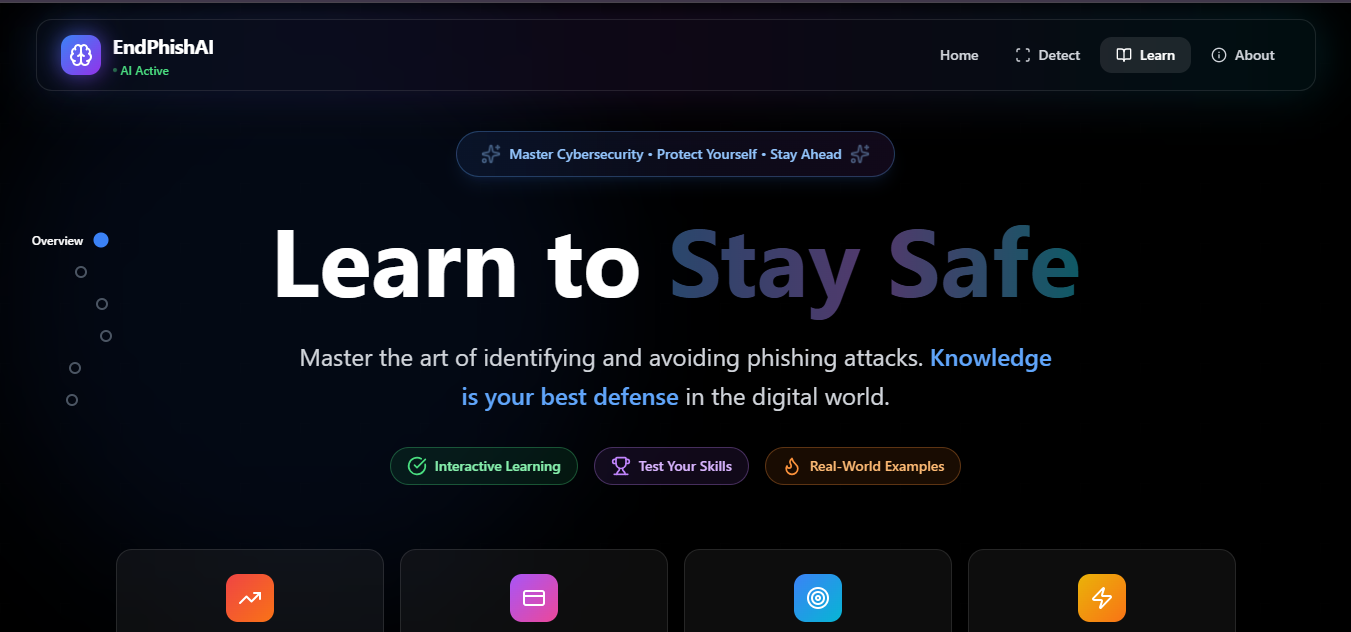 EndPhishAI
AI Active
Home
Detect
Learn
About
Master Cybersecurity • Protect Yourself • Stay Ahead
Overview
Learn to Stay Safe
Master the art of identifying and avoiding phishing attacks. Knowledge
is your best defense in the digital world.
Interactive Learning
Test Your Skills
Real-World Examples